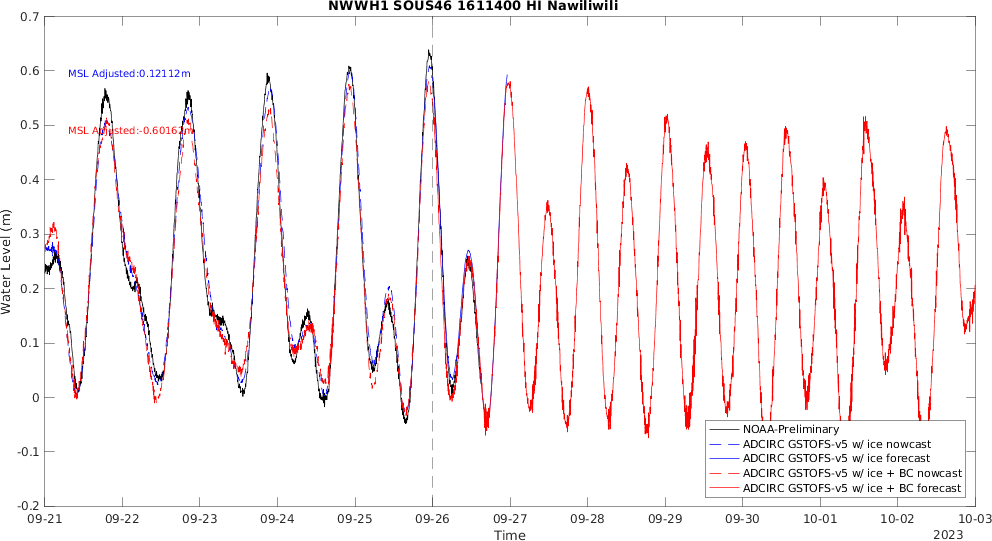 NWWH1 SOUS46 1611400 HI Nawiliwili
0.7
0.6
0.5
0.4
0.3
0.2
0.1
0
-0.1
-0.2
Water Level (m)
MSL Adjusted:0.12112m
MSL Adjusted:-0.60162m
NOAA-Preliminary
ADCIRC GSTOFS-v5 w/ ice nowcast
ADCIRC GSTOFS-v5 w/ ice forecast
ADCIRC GSTOFS-v5 w/ ice + BC nowcast
ADCIRC GSTOFS-v5 w/ ice + BC forecast
09-21 09-22 09-23 09-24 09-25 09-26 09-27 09-28 09-29 09-30 10-01 10-02 10-03
Time
2023